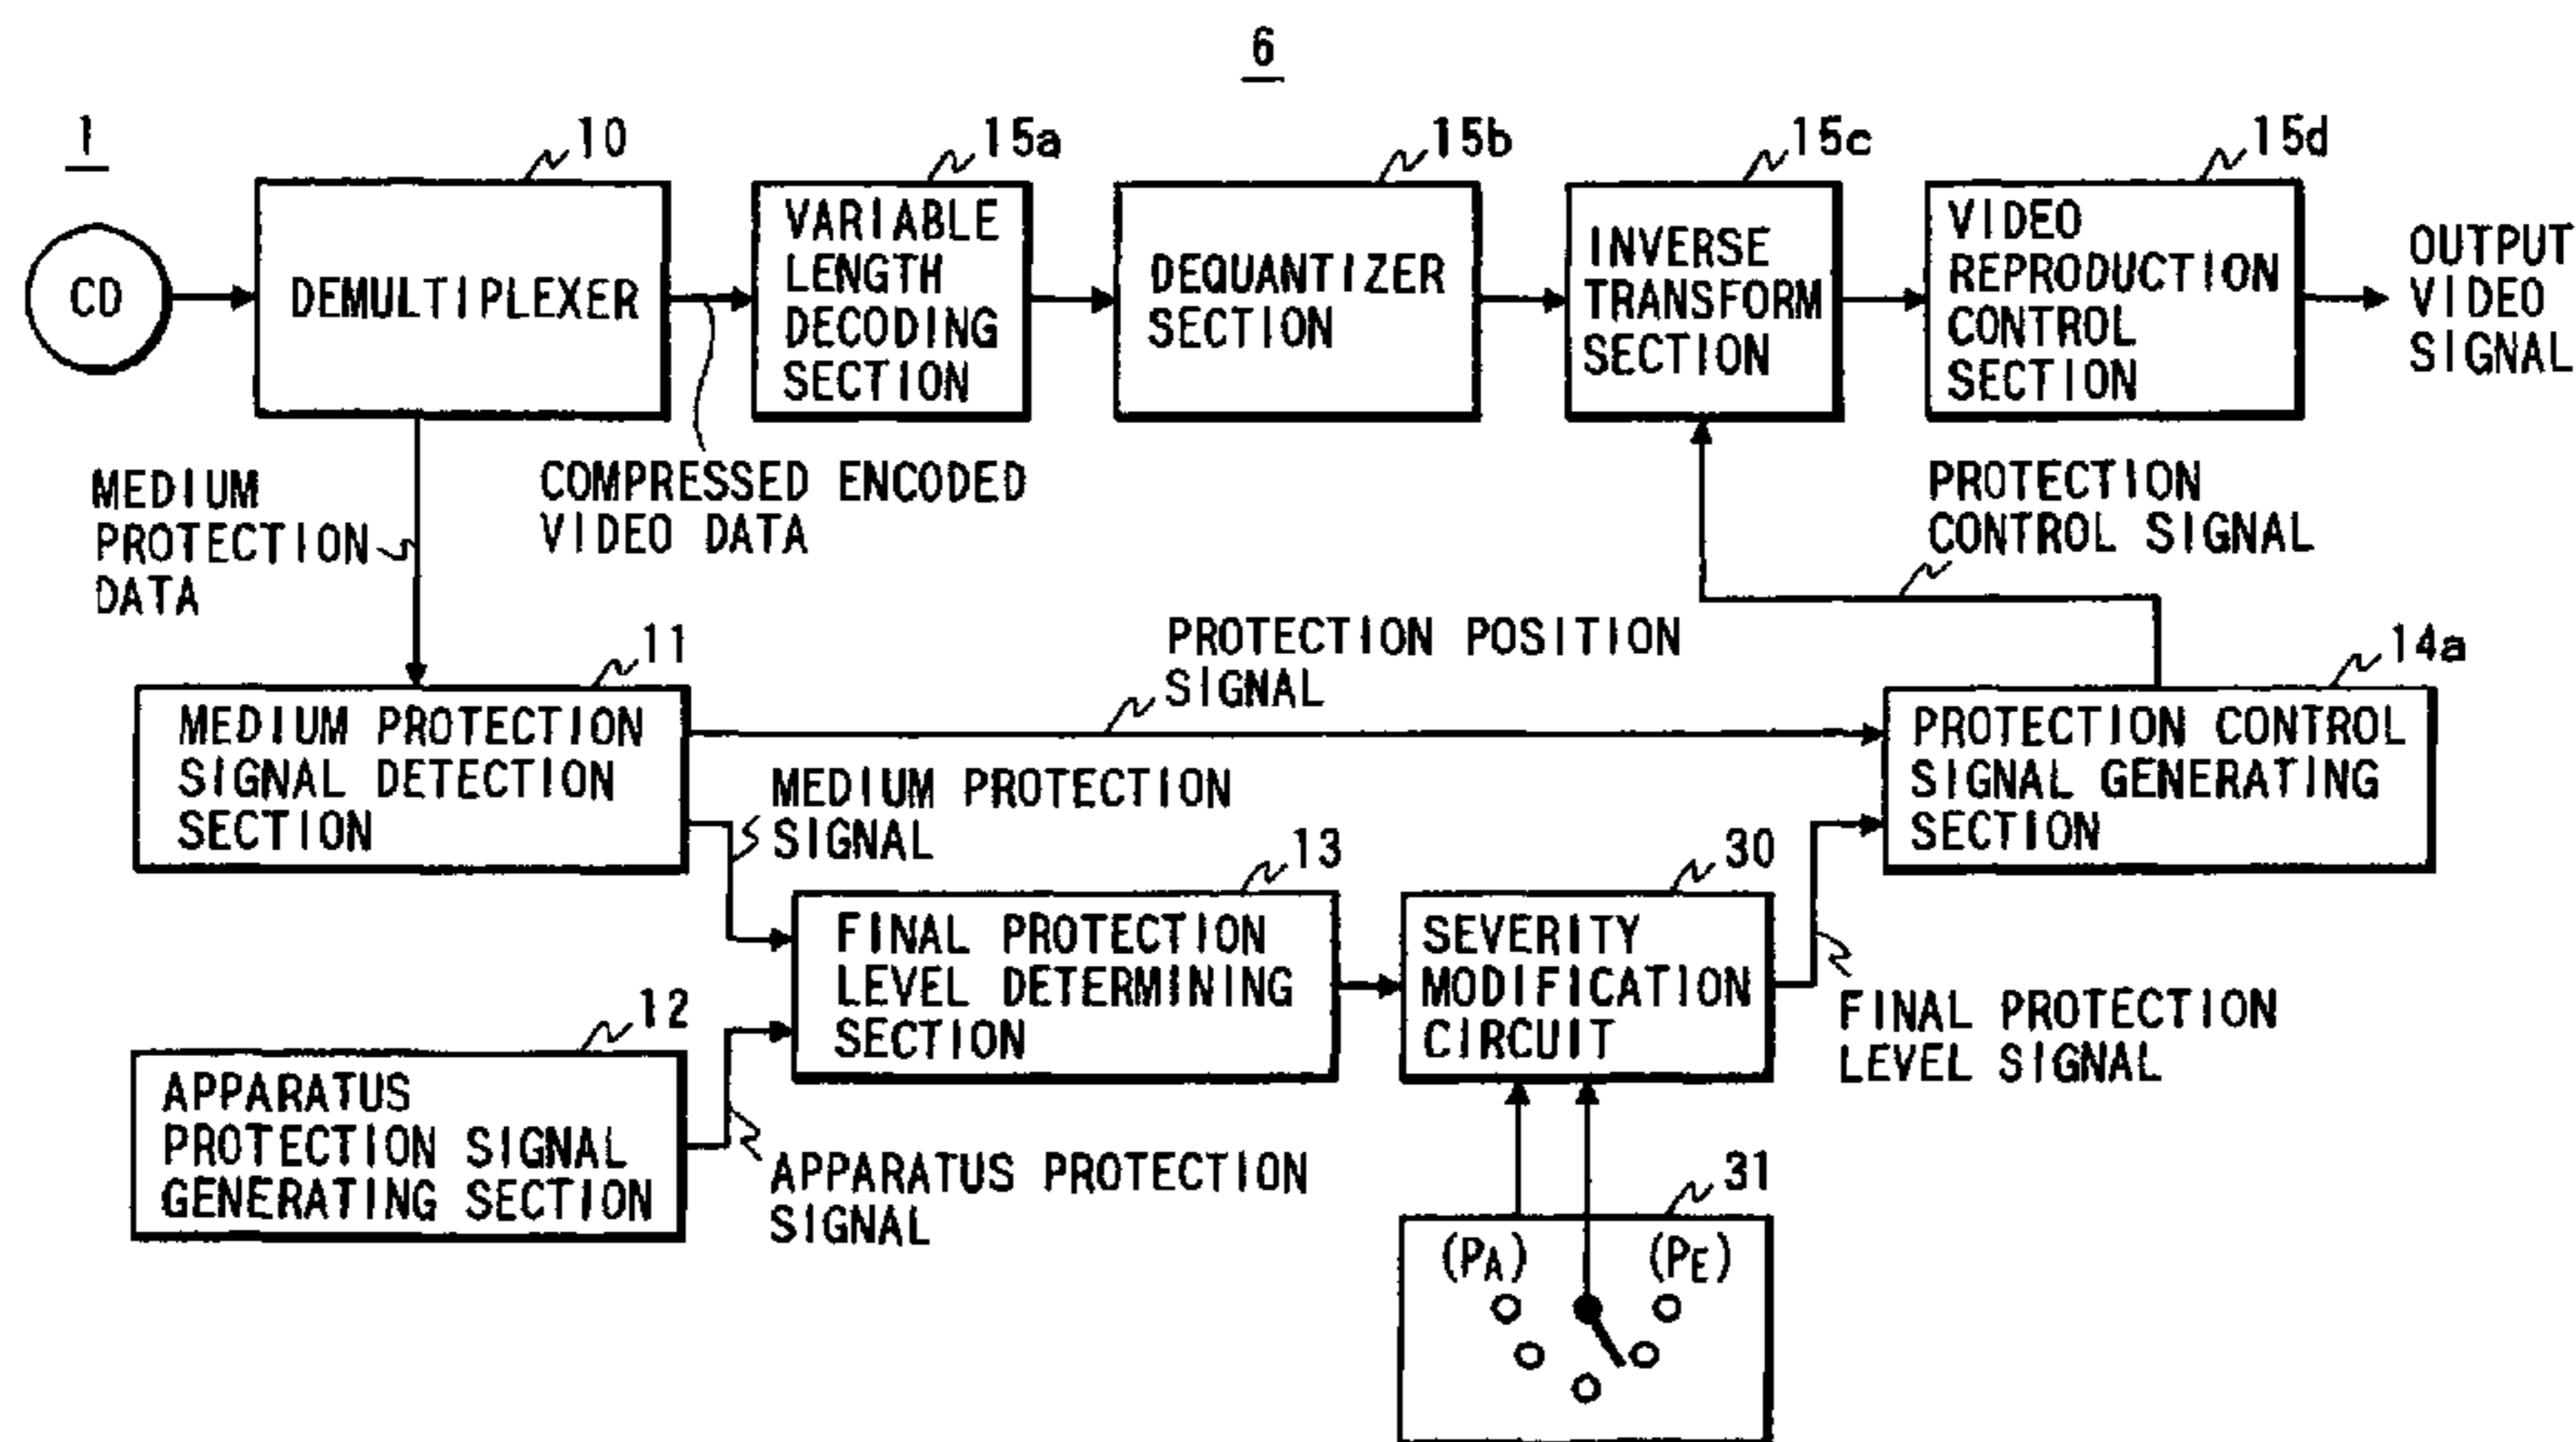 6
1
10
15a
15b
15c
15d
CD
DEMULTIPLEXER
VARIABLE
LENGTH
DECODING
SECTION
DEQUANTIZER
SECTION
INVERSE
TRANSFORM
SECTION
VIDEO
REPRODUCTION
CONTROL
SECTION
OUTPUT
VIDEO
SIGNAL
MEDIUM
PROTECTION
DATA
COMPRESSED ENCODED
VIDEO DATA
PROTECTION
CONTROL SIGNAL
11
PROTECTION POSITION
SIGNAL
14a
MEDIUM PROTECTION
SIGNAL DETECTION
SECTION
PROTECTION CONTROL
SIGNAL GENERATING
SECTION
MEDIUM PROTECTION
SIGNAL
13
30
FINAL PROTECTION
LEVEL DETERMINING
SECTION
SEVERITY
MODIFICATION
CIRCUIT
FINAL PROTECTION
LEVEL SIGNAL
12
APPARATUS
PROTECTION SIGNAL
GENERATING SECTION
APPARATUS PROTECTION
SIGNAL
31
(PA)
(PE)